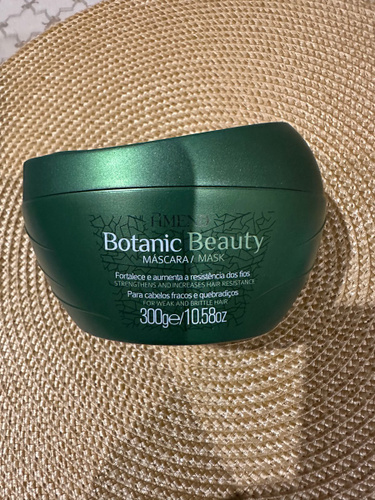 Botanic Beauty
MÁSCARA / MASK
Fortalece e aumenta a resistência dos fios
STRENGTHENS AND INCREASES HAIR RESISTANCE
Para cabelos fracos e quebradiços
FOR WEAK AND BRITTLE HAIR
300g℮/10.58oz